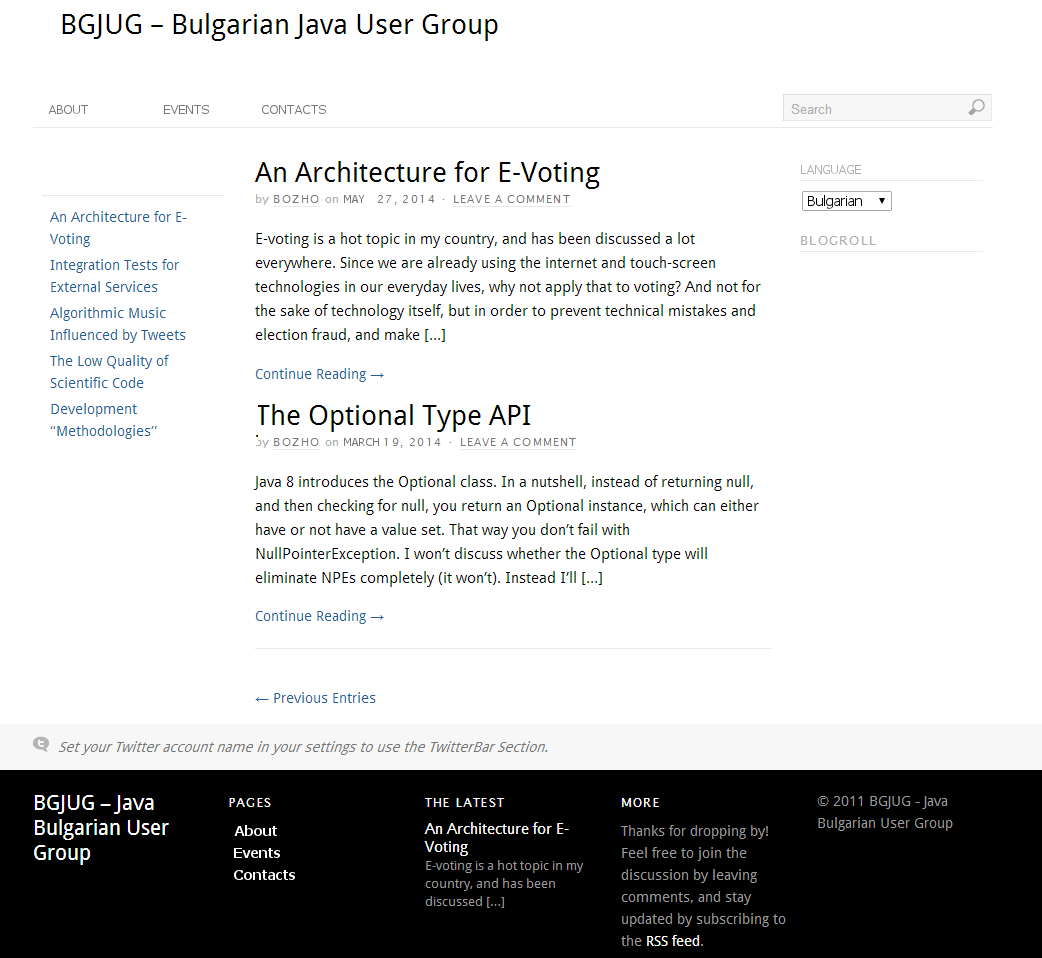 BGJUG – Bulgarian Java User Group
ABOUT
EVENTS
CONTACTS
Search
An Architecture for E-
Voting
Integration Tests for
External Services
Algorithmic Music
Influenced by Tweets
The Low Quality of
Scientific Code
Development
“Methodologies”
An Architecture for E-Voting
by BOZHO on MAY 27, 2014 · LEAVE A COMMENT
E-voting is a hot topic in my country, and has been discussed a lot
everywhere. Since we are already using the internet and touch-screen
technologies in our everyday lives, why not apply that to voting? And not for
the sake of technology itself, but in order to prevent technical mistakes and
election fraud, and make [...]
Continue Reading →
The Optional Type API
by BOZHO on MARCH 19, 2014 · LEAVE A COMMENT
Java 8 introduces the Optional class. In a nutshell, instead of returning null,
and then checking for null, you return an Optional instance, which can either
have or not have a value set. That way you don’t fail with
NullPointerException. I won’t discuss whether the Optional type will
eliminate NPEs completely (it won’t). Instead I’ll [...]
Continue Reading →
← Previous Entries
LANGUAGE
Bulgarian
BLOGROLL
Set your Twitter account name in your settings to use the TwitterBar Section.
BGJUG – Java
Bulgarian User
Group
PAGES
About
Events
Contacts
THE LATEST
An Architecture for E-
Voting
E-voting is a hot topic in my
country, and has been
discussed [...]
MORE
Thanks for dropping by!
Feel free to join the
discussion by leaving
comments, and stay
updated by subscribing to
the RSS feed.
© 2011 BGJUG - Java
Bulgarian User Group